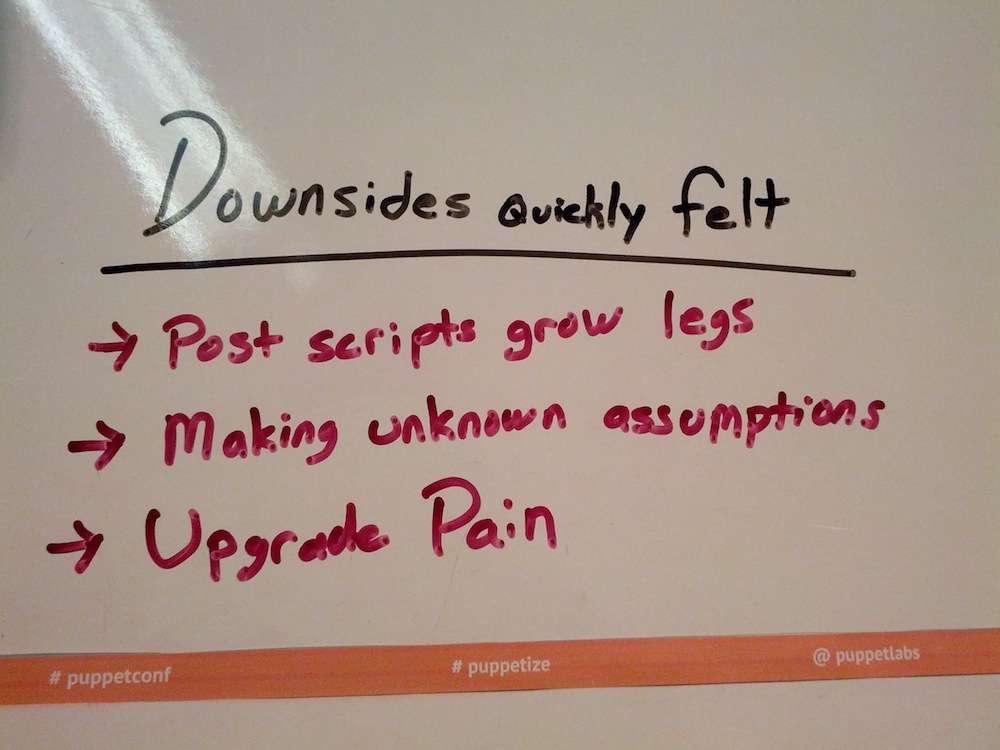 Downsides Quickly felt
→ Post scripts grow legs
→ Making unknown assumptions
→ Upgrade Pain
# puppetconf # puppetize @ puppetlabs